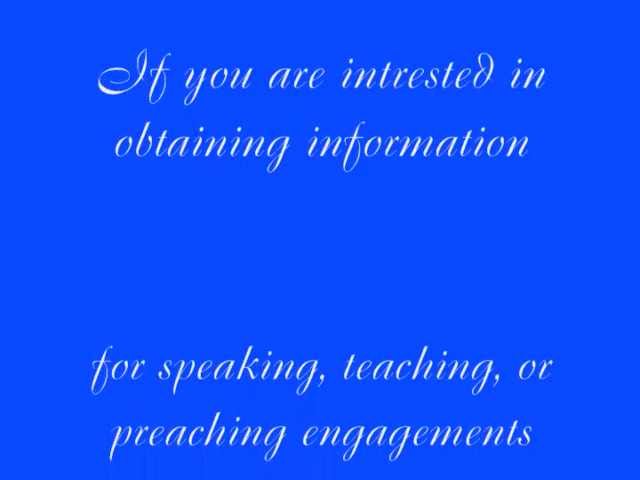 If you are intrested in
obtaining information
for speaking, teaching, or
preaching engagements